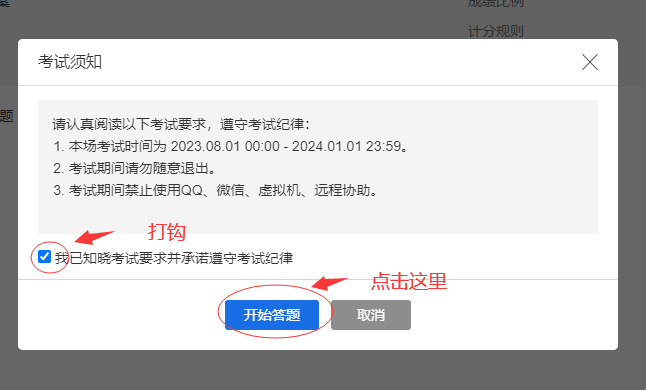 成绩比例
计分规则
考试须知
题
请认真阅读以下考试要求，遵守考试纪律：
1. 本场考试时间为 2023.08.01 00:00 - 2024.01.01 23:59。
2. 考试期间请勿随意退出。
3. 考试期间禁止使用QQ、微信、虚拟机、远程协助。
打钩
我已知晓考试要求并承诺遵守考试纪律
点击这里
开始答题
取消